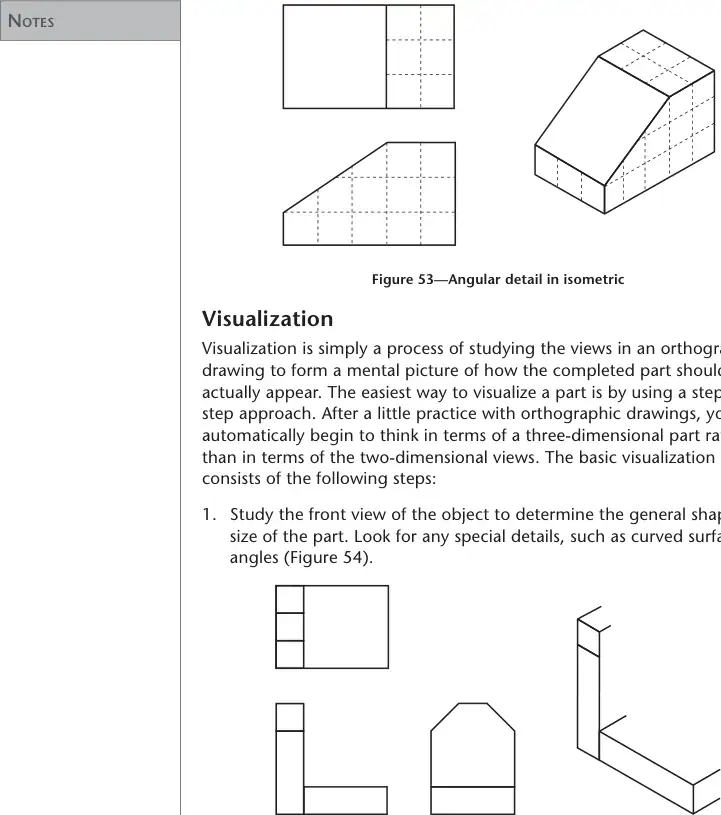 NOTES
Figure 53—Angular detail in isometric
Visualization
Visualization is simply a process of studying the views in an orthogra
drawing to form a mental picture of how the completed part should
actually appear. The easiest way to visualize a part is by using a step
step approach. After a little practice with orthographic drawings, yo
automatically begin to think in terms of a three-dimensional part ra
than in terms of the two-dimensional views. The basic visualization
consists of the following steps:
1. Study the front view of the object to determine the general shap
size of the part. Look for any special details, such as curved surfa
angles (Figure 54).